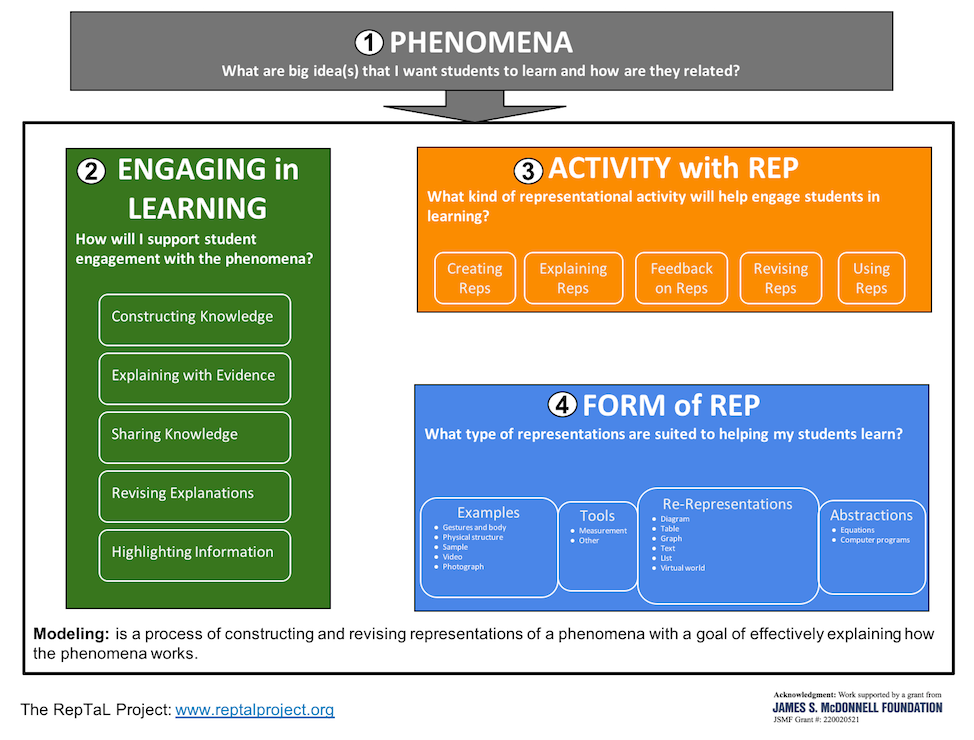 1 PHENOMENA
What are big idea(s) that I want students to learn and how are they related?
2 ENGAGING in
LEARNING
How will I support student
engagement with the phenomena?
Constructing Knowledge
Explaining with Evidence
Sharing Knowledge
Revising Explanations
Highlighting Information
3 ACTIVITY with REP
What kind of representational activity will help engage students in
learning?
Creating
Reps
Explaining
Reps
Feedback
on Reps
Revising
Reps
Using
Reps
4 FORM of REP
What type of representations are suited to helping my students learn?
Examples
● Gestures and body
● Physical structure
● Sample
● Video
● Photograph
Tools
● Measurement
● Other
Re-Representations
● Diagram
● Table
● Graph
● Text
● List
● Virtual world
Abstractions
● Equations
● Computer programs
Modeling: is a process of constructing and revising representations of a phenomena with a goal of effectively explaining how
the phenomena works.
The RepTaL Project: www.reptalproject.org
Acknowledgment: Work supported by a grant from
JAMES S. McDONNELL FOUNDATION
JSMF Grant #: 220020521